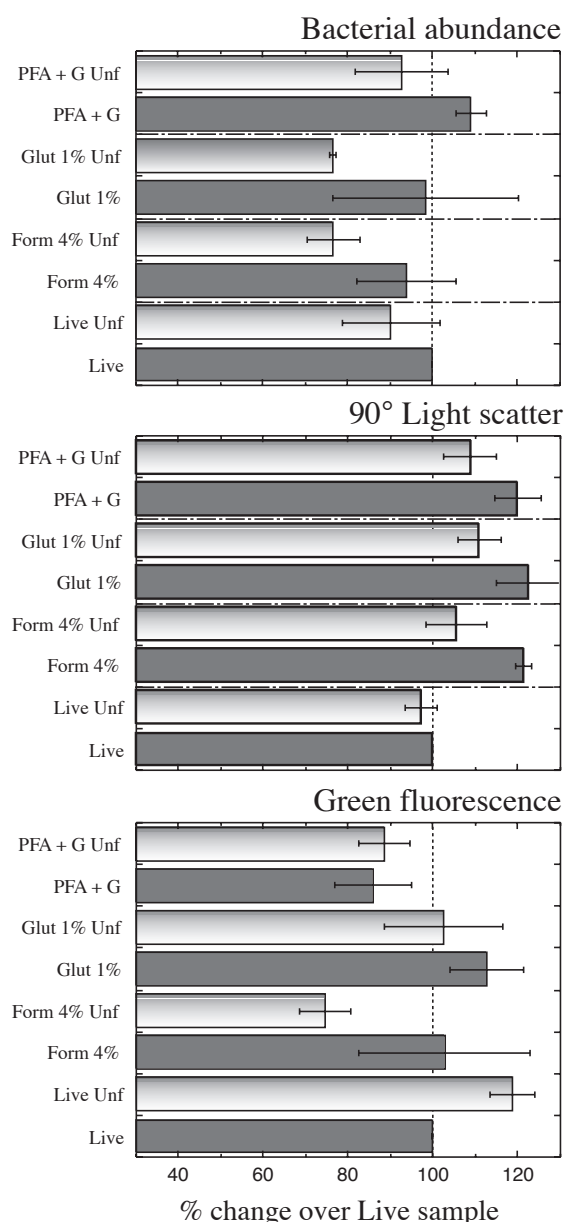 Bacterial abundance
PFA + G Unf
PFA + G
Glut 1% Unf
Glut 1%
Form 4% Unf
Form 4%
Live Unf
Live
90° Light scatter
PFA + G Unf
PFA + G
Glut 1% Unf
Glut 1%
Form 4% Unf
Form 4%
Live Unf
Live
Green fluorescence
PFA + G Unf
PFA + G
Glut 1% Unf
Glut 1%
Form 4% Unf
Form 4%
Live Unf
Live
40 60 80 100 120
% change over Live sample